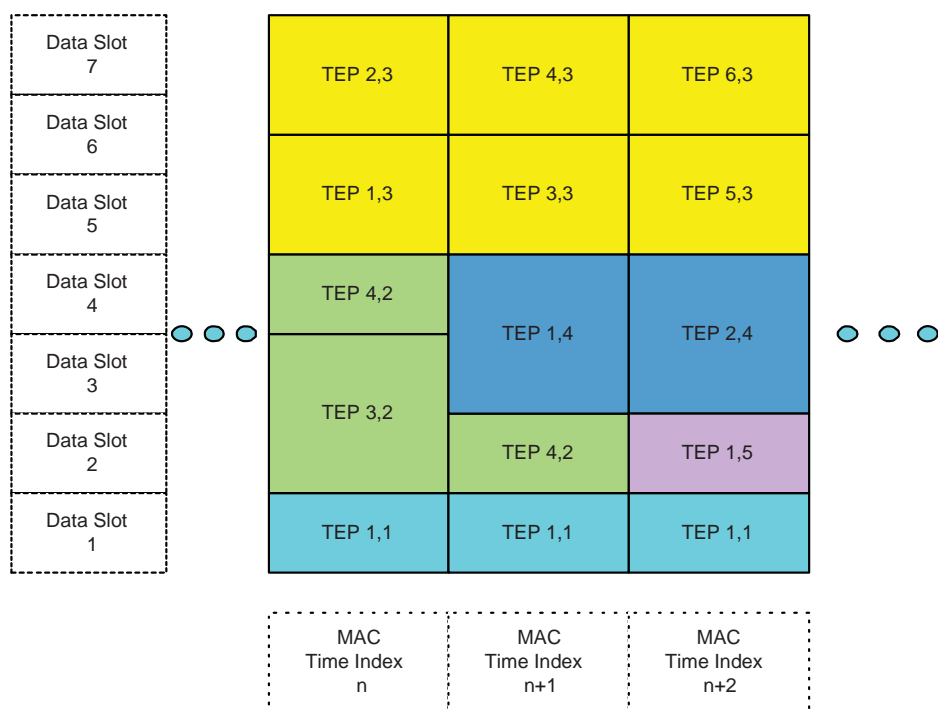 Data Slot
7
Data Slot
6
Data Slot
5
Data Slot
4
Data Slot
3
Data Slot
2
Data Slot
1
TEP 2,3
TEP 4,3
TEP 6,3
TEP 1,3
TEP 3,3
TEP 5,3
TEP 4,2
TEP 1,4
TEP 2,4
TEP 3,2
TEP 4,2
TEP 1,5
TEP 1,1
TEP 1,1
TEP 1,1
MAC
Time Index
n
MAC
Time Index
n+1
MAC
Time Index
n+2